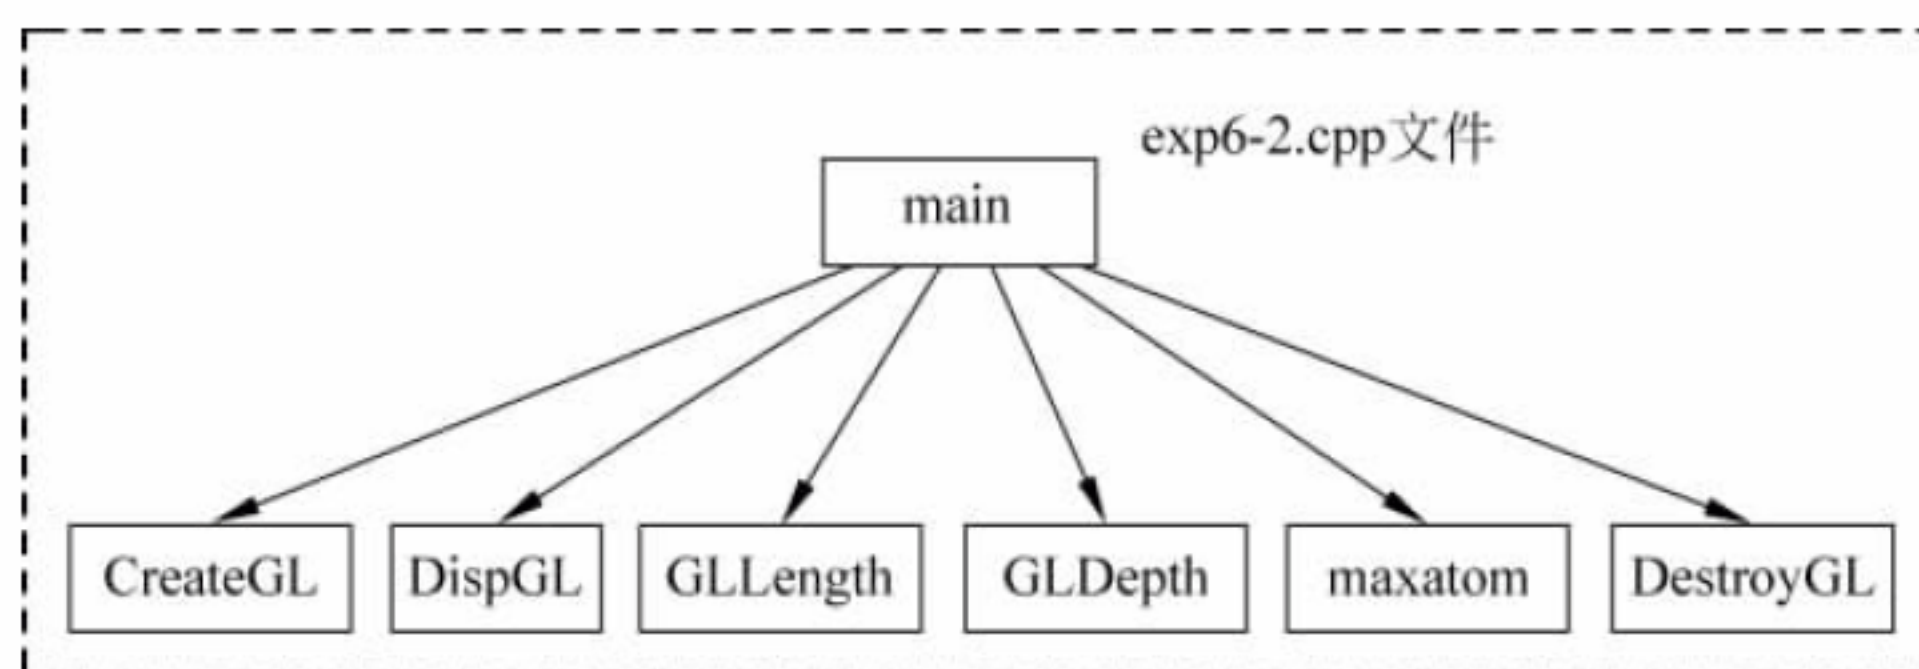 exp6-2.cpp文件
main
CreateGL
DispGL
GLLength
GLDepth
maxatom
DestroyGL